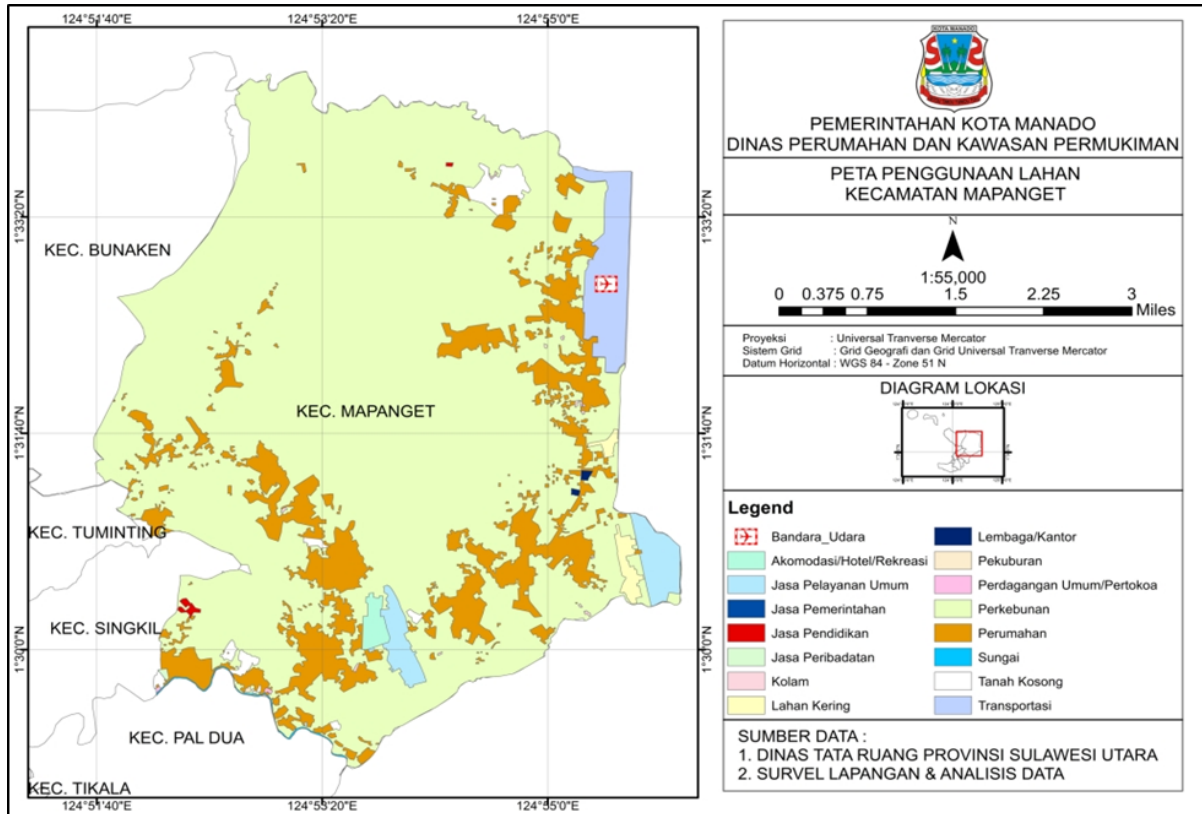 124°51'40"E
124°53'20"E
124°55'0"E
1°33'20"N
1°33'20"N
KEC. BUNAKEN
KEC. MAPANGET
1°31'40"N
1°31'40"N
KEC. TUMINTING
KEC. SINGKIL
1°30'0"N
1°30'0"N
KEC. PAL DUA
KEC. TIKALA
124°51'40"E
124°53'20"E
124°55'0"E
KOTA MANADO
PEMERINTAHAN KOTA MANADO
DINAS PERUMAHAN DAN KAWASAN PERMUKIMAN
PETA PENGGUNAAN LAHAN
KECAMATAN MAPANGET
N
1:55,000
0 0.375 0.75 1.5 2.25 3
Miles
Proyeksi : Universal Tranverse Mercator
Sistem Grid : Grid Geografi dan Grid Universal Tranverse Mercator
Datum Horizontal : WGS 84 - Zone 51 N
DIAGRAM LOKASI
Legend
Bandara_Udara
Akomodasi/Hotel/Rekreasi
Jasa Pelayanan Umum
Jasa Pemerintahan
Jasa Pendidikan
Jasa Peribadatan
Kolam
Lahan Kering
Lembaga/Kantor
Pekuburan
Perdagangan Umum/Pertokoa
Perkebunan
Perumahan
Sungai
Tanah Kosong
Transportasi
SUMBER DATA :
1. DINAS TATA RUANG PROVINSI SULAWESI UTARA
2. SURVEL LAPANGAN & ANALISIS DATA